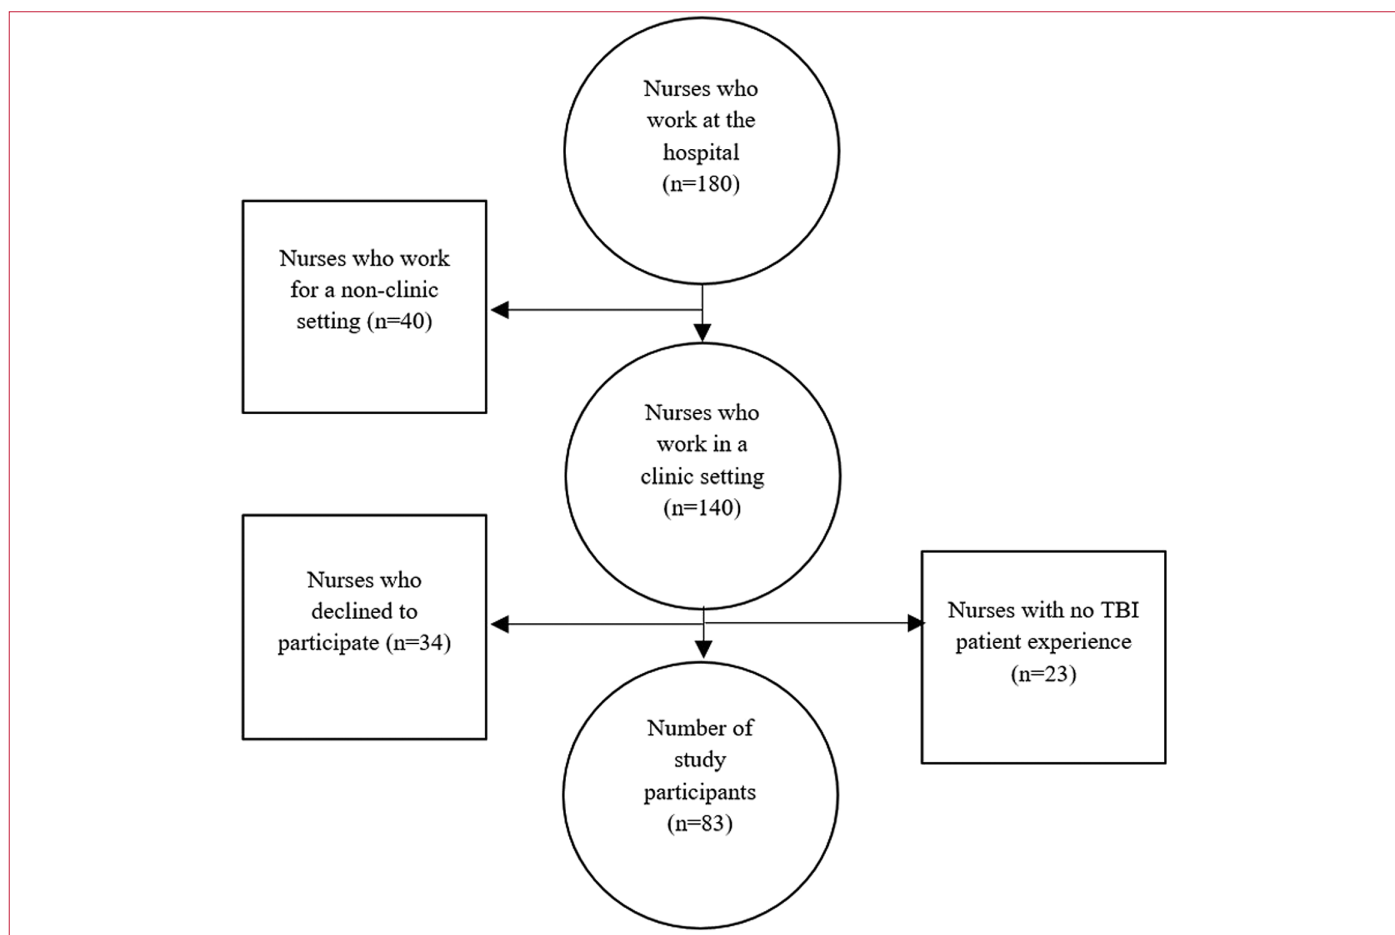 Nurses who
work at the
hospital
(n=180)
Nurses who work
for a non-clinic
setting (n=40)
Nurses who
work in a
clinic setting
(n=140)
Nurses who
declined to
participate (n=34)
Nurses with no TBI
patient experience
(n=23)
Number of
study
participants
(n=83)